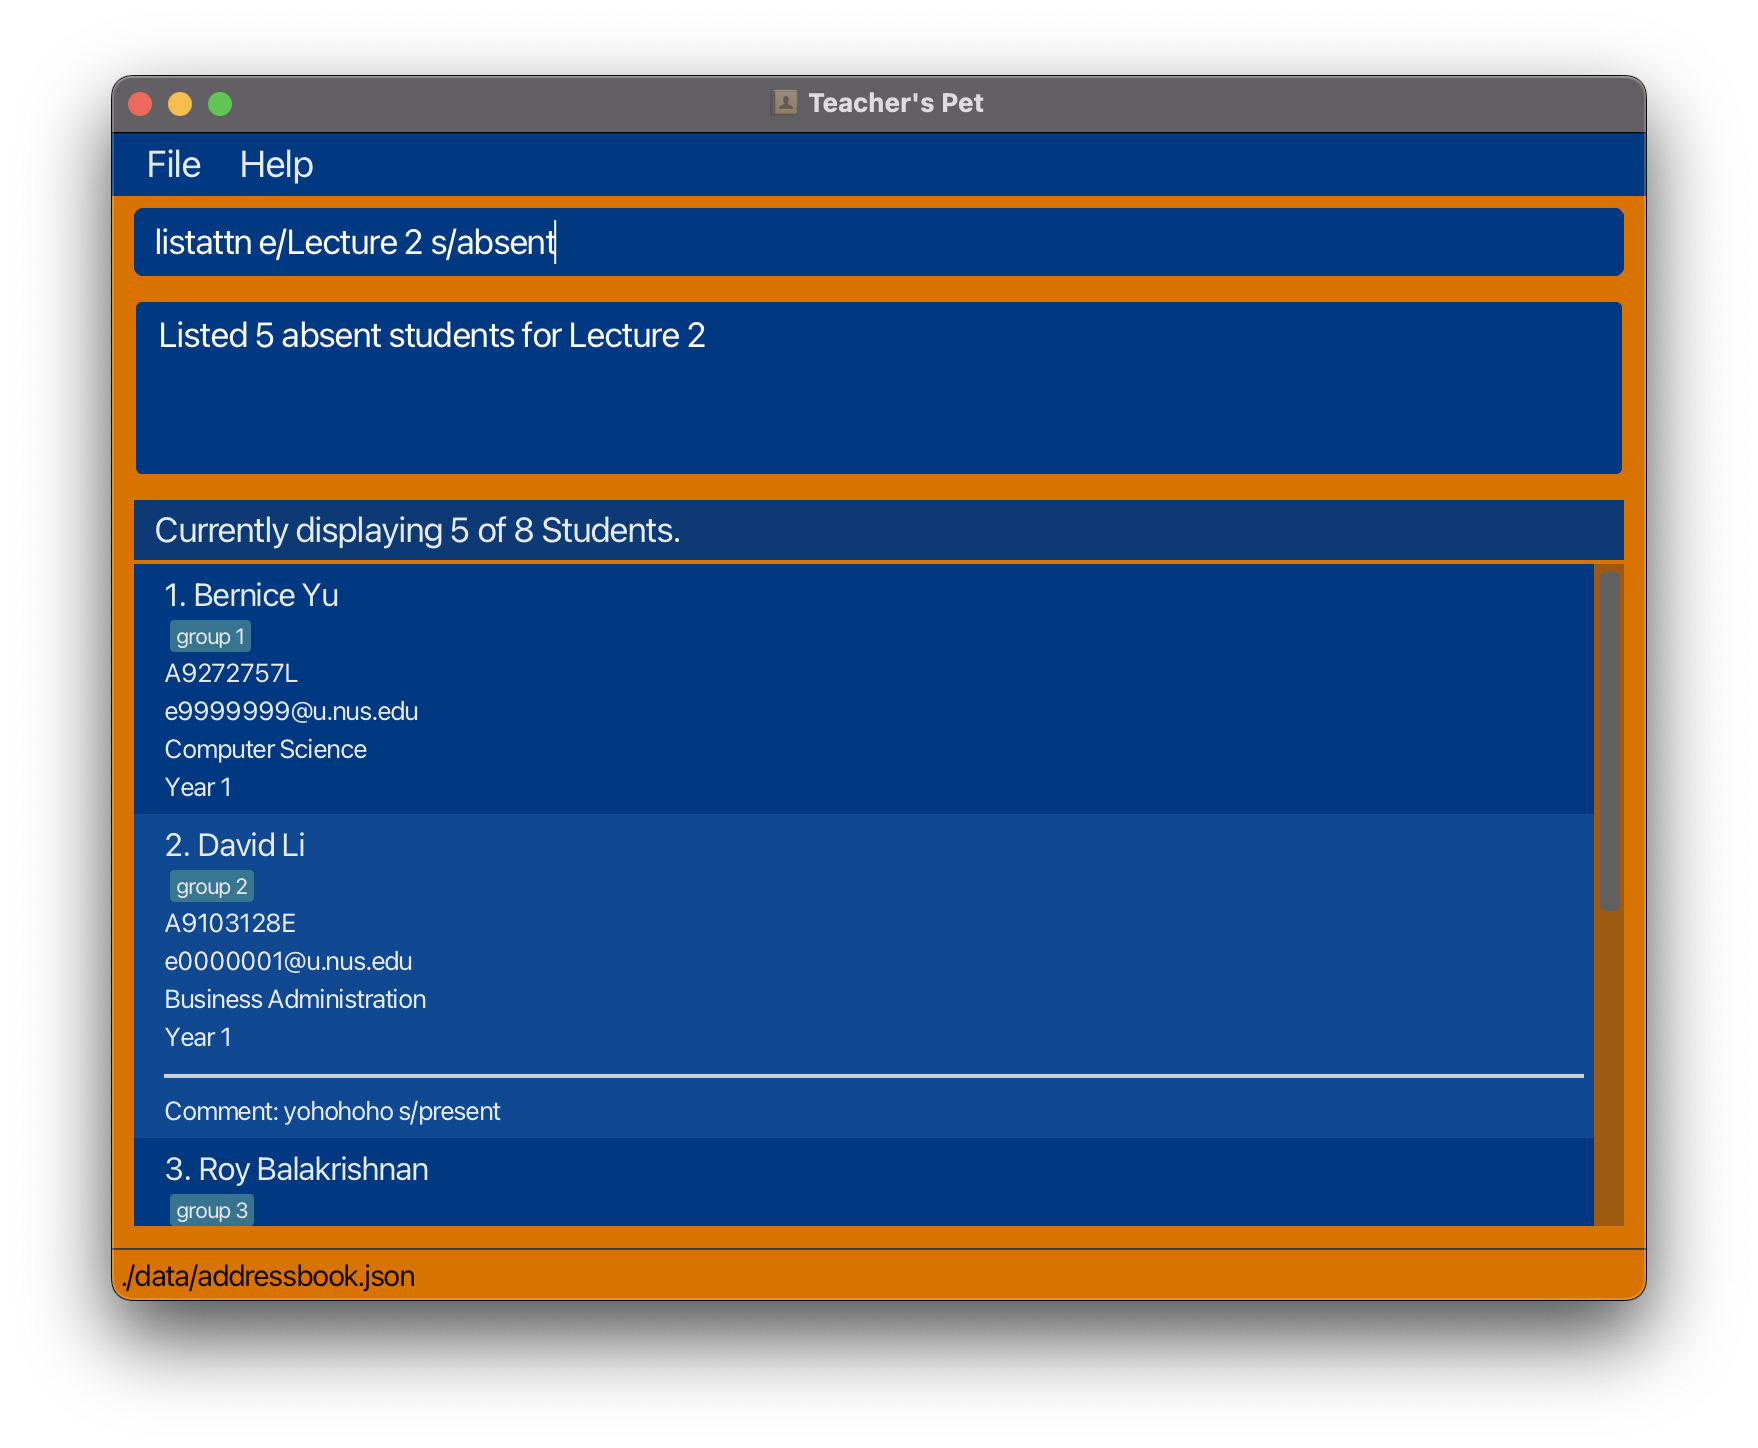 Teacher's Pet
File Help
listattn e/Lecture 2 s/absent
Listed 5 absent students for Lecture 2
Currently displaying 5 of 8 Students.
1. Bernice Yu
group 1
A9272757L
e9999999@u.nus.edu
Computer Science
Year 1
2. David Li
group 2
A9103128E
e0000001@u.nus.edu
Business Administration
Year 1
Comment: yohohoho s/present
3. Roy Balakrishnan
group 3
./data/addressbook.json